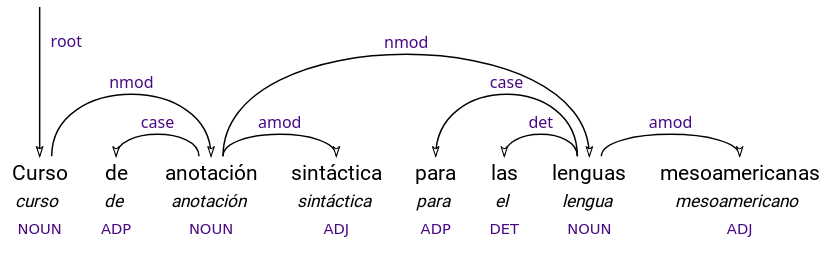 root
nmod
nmod
case
amod
case
det
amod
Curso de anotación sintáctica para las lenguas mesoamericanas
curso de anotación sintáctica para el lengua mesoamericano
NOUN ADP NOUN ADJ ADP DET NOUN ADJ